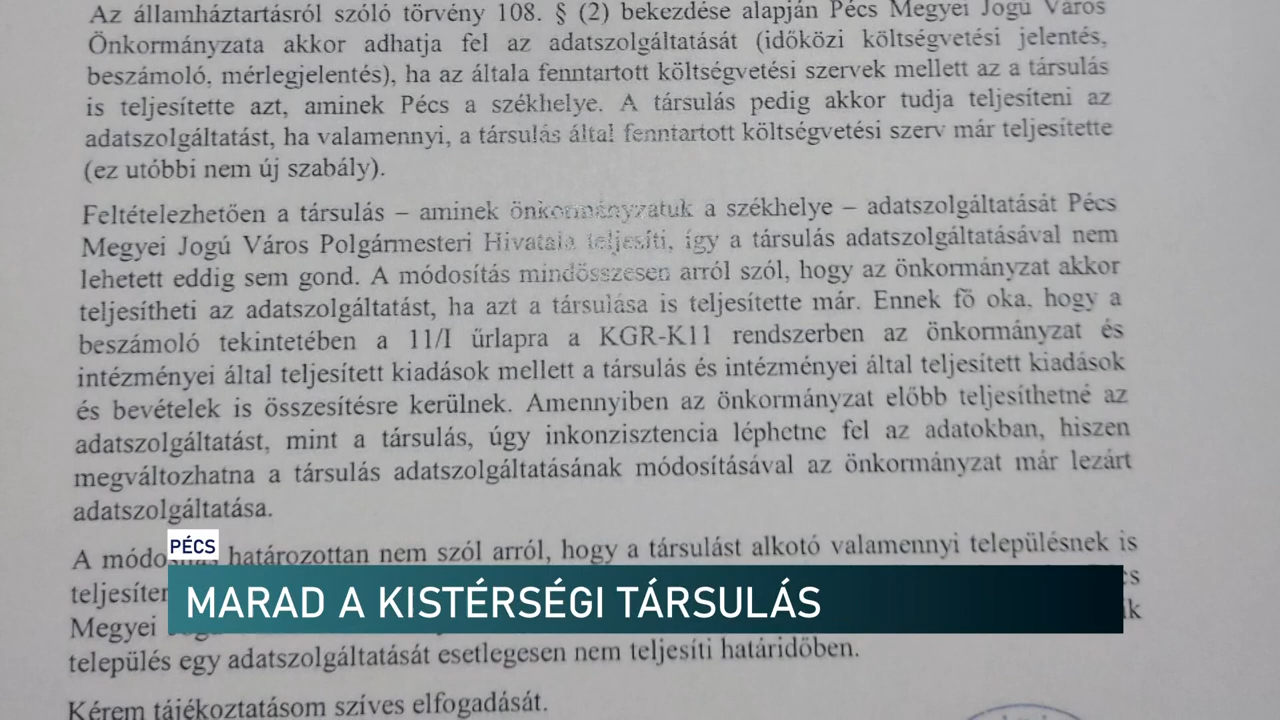 Az államháztartásról szóló törvény 108. § (2) bekezdése alapján Pécs Megyei Jogú Város
Önkormányzata akkor adhatja fel az adatszolgáltatását (időközi költségvetési jelentés,
beszámoló, mérlegjelentés), ha az általa fenntartott költségvetési szervek mellett az a társulás
is teljesítette azt, aminek Pécs a székhelye. A társulás pedig akkor tudja teljesíteni az
adatszolgáltatást, ha valamennyi, a társulás által fenntartott költségvetési szerv már teljesítette
(ez utóbbi nem új szabály).
Feltételezhetően a társulás – aminek önkormányzatuk a székhelye – adatszolgáltatását Pécs
Megyei Jogú Város Polgármesteri Hivatala teljesíti, így a társulás adatszolgáltatásával nem
lehetett eddig sem gond. A módosítás mindösszesen arról szól, hogy az önkormányzat akkor
teljesítheti az adatszolgáltatást, ha azt a társulása is teljesítette már. Ennek fő oka, hogy a
beszámoló tekintetében a 11/I űrlapra a KGR-K11 rendszerben az önkormányzat és
intézményei által teljesített kiadások mellett a társulás és intézményei által teljesített kiadások
és bevételek is összesítésre kerülnek. Amennyiben az önkormányzat előbb teljesíthetné az
adatszolgáltatást, mint a társulás, úgy inkonzisztencia léphetne fel az adatokban, hiszen
megváltozhatna a társulás adatszolgáltatásának módosításával az önkormányzat már lezárt
adatszolgáltatása.
A határozottan nem szól arról, hogy a társulást alkotó valamennyi településnek is
PÉCS
MARAD A KISTÉRSÉGI TÁRSULÁS
Megyei
település egy adatszolgáltatását esetlegesen nem teljesíti határidőben.
Kérem tájékoztatásom szíves elfogadását.